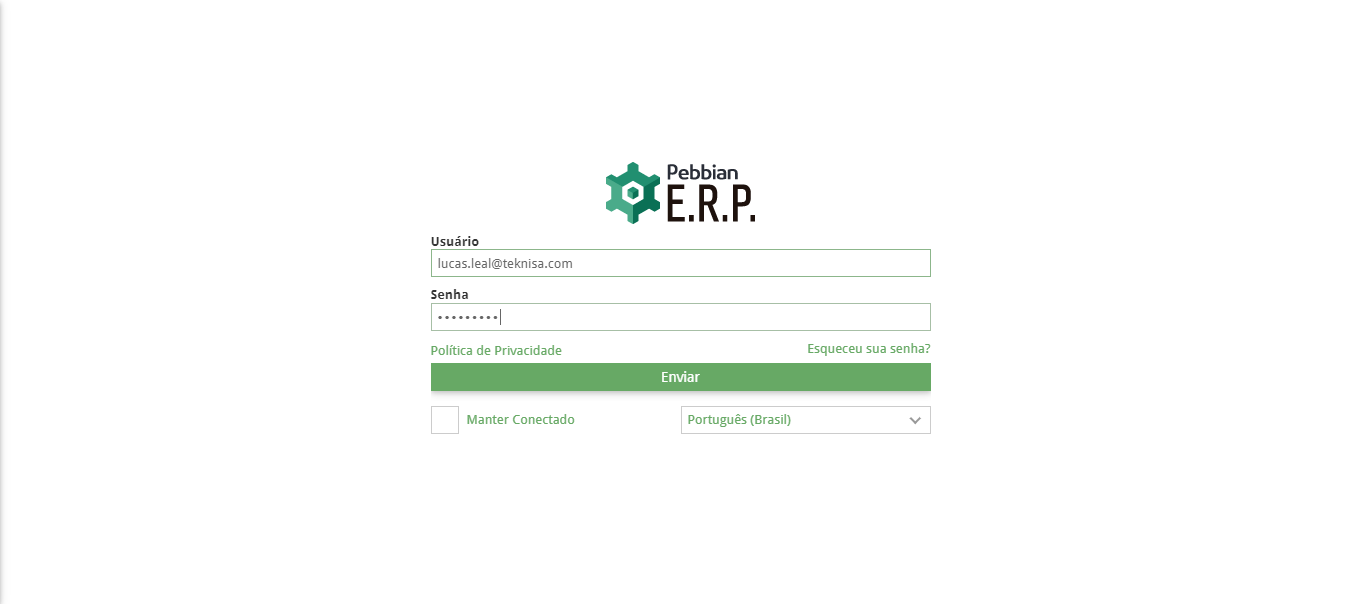 Pebbian
E.R.P.
Usuário
lucas.leal@teknisa.com
Senha
•••••••••
Política de Privacidade
Esqueceu sua senha?
Enviar
Manter Conectado
Português (Brasil)